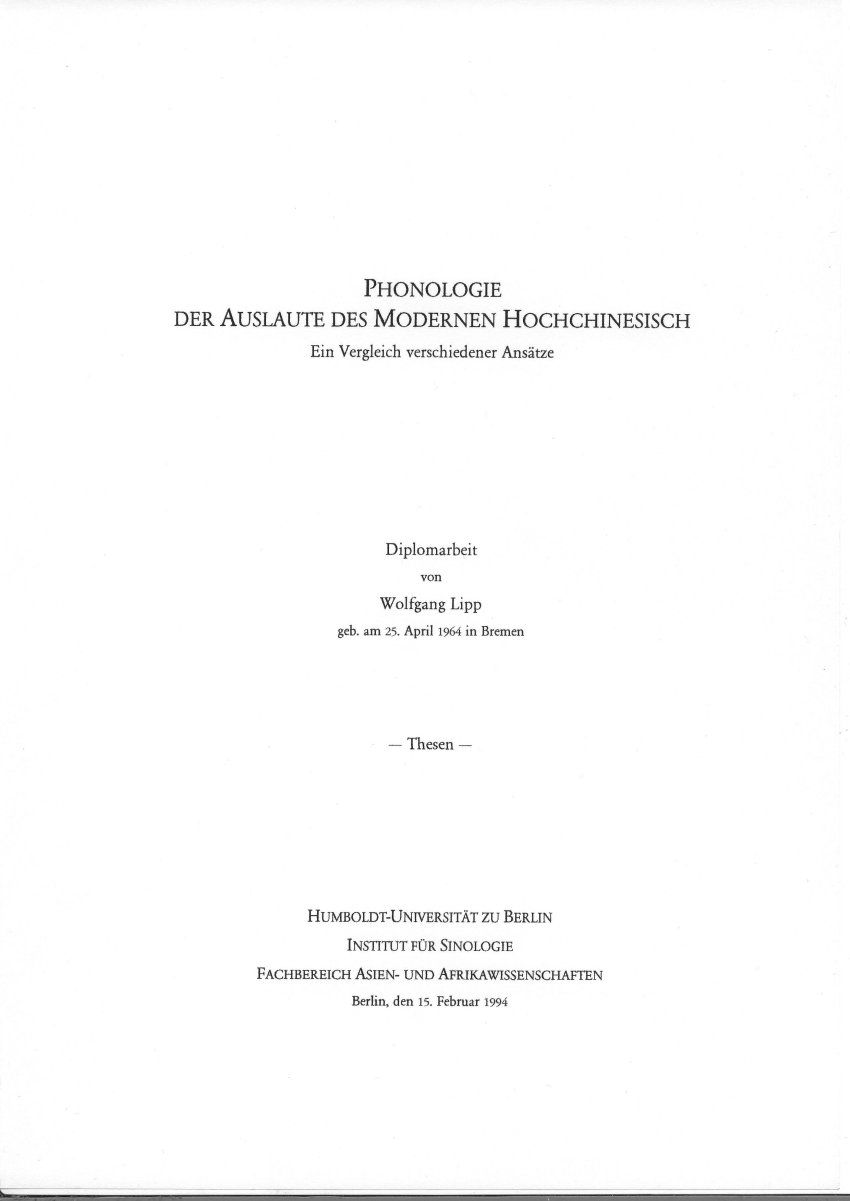 PHONOLOGIE
DER AUSLAUTE DES MODERNEN HOCHCHINESISCH
Ein Vergleich verschiedener Ansätze
Diplomarbeit
von
Wolfgang Lipp
geb. am 25. April 1964 in Bremen
— Thesen —
HUMBOLDT-UNIVERSITÄT ZU BERLIN
INSTITUT FÜR SINOLOGIE
FACHBEREICH ASIEN- UND AFRIKAWISSENSCHAFTEN
Berlin, den 15. Februar 1994